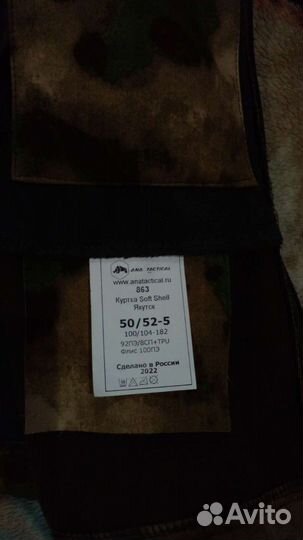 ANA TACTICAL
www.anatactical.ru
863
Куртка Soft Shell
Якутск
50/52-5
100/104-182
92ПЭ/8СП+TPU
Флис 100ПЭ
Сделано в России
2022
Avito